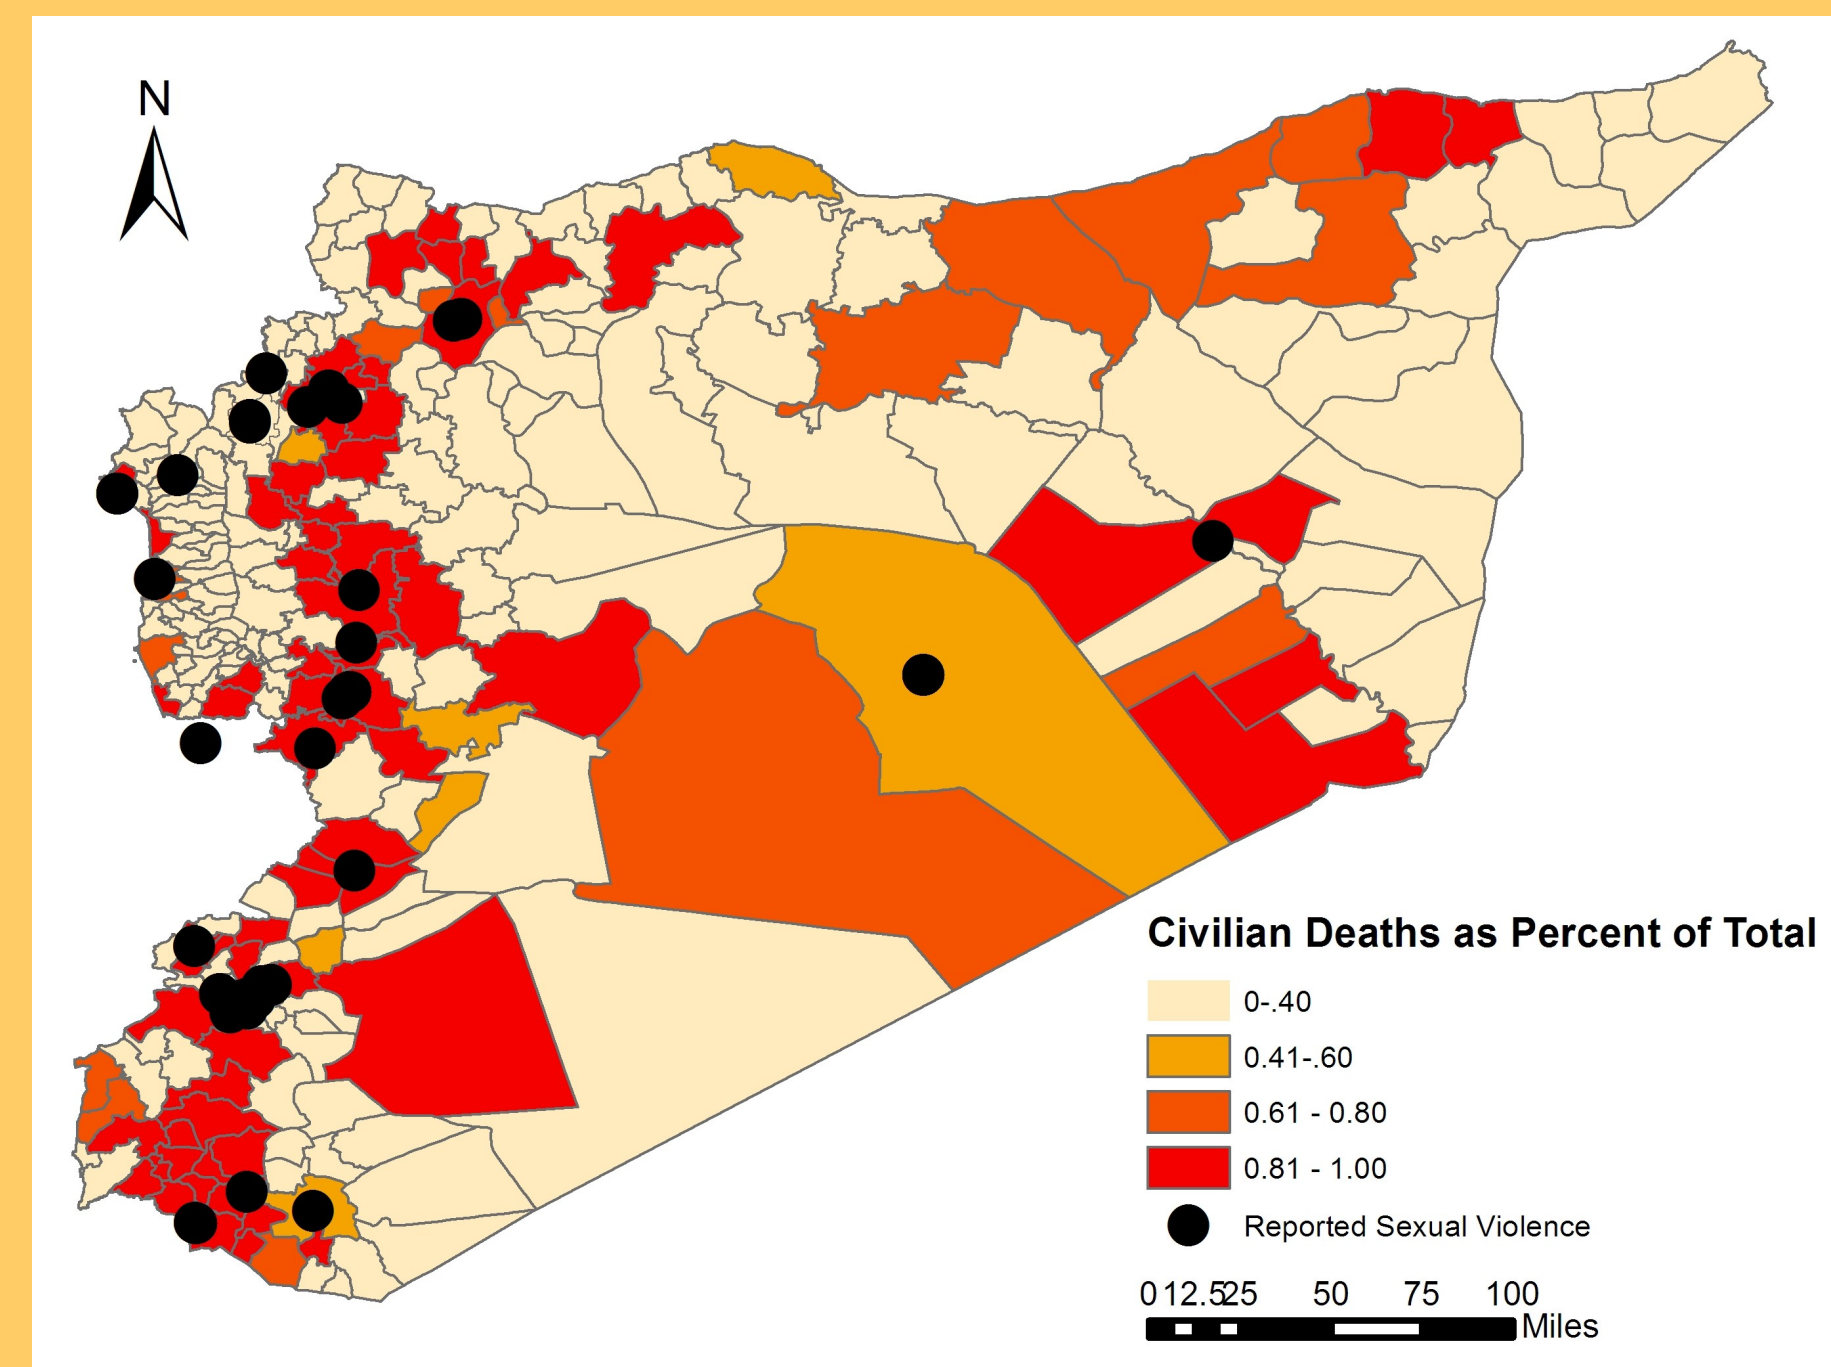 N
Civilian Deaths as Percent of Total
0-.40
0.41-.60
0.61 - 0.80
0.81 - 1.00
Reported Sexual Violence
0 12.5 25 50 75 100
Miles